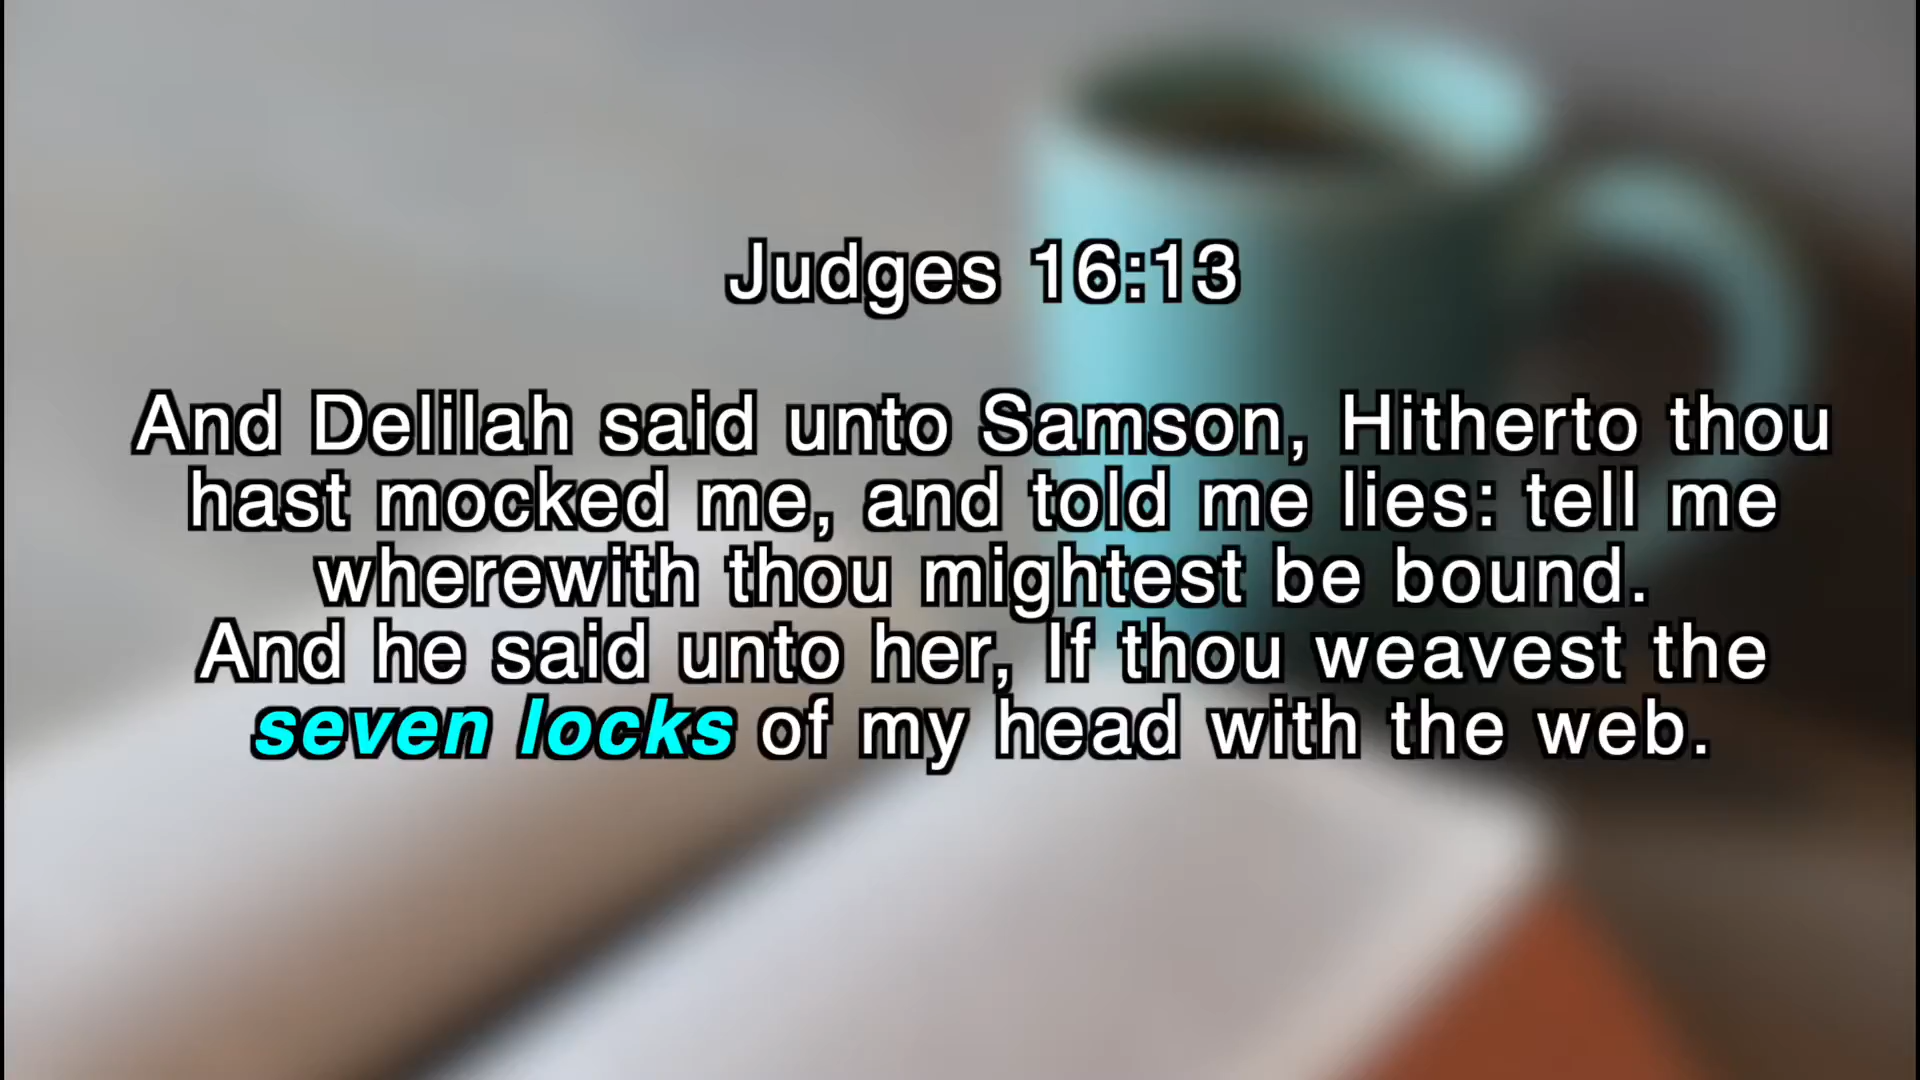 Judges 16:13
And Delilah said unto Samson, Hitherto thou
hast mocked me, and told me lies: tell me
wherewith thou mightest be bound.
And he said unto her, If thou weavest the
seven locks of my head with the web.